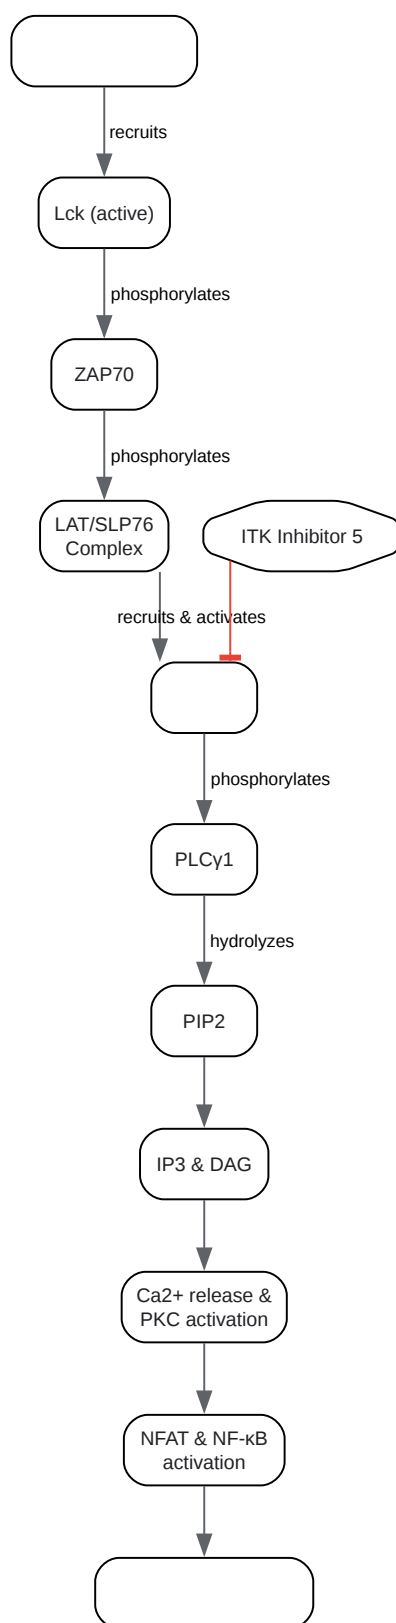 recruits
Lck (active)
phosphorylates
ZAP70
phosphorylates
LAT/SLP76
Complex
ITK Inhibitor 5
recruits & activates
phosphorylates
PLCγ1
hydrolyzes
PIP2
IP3 & DAG
Ca2+ release &
PKC activation
NFAT & NF-κB
activation